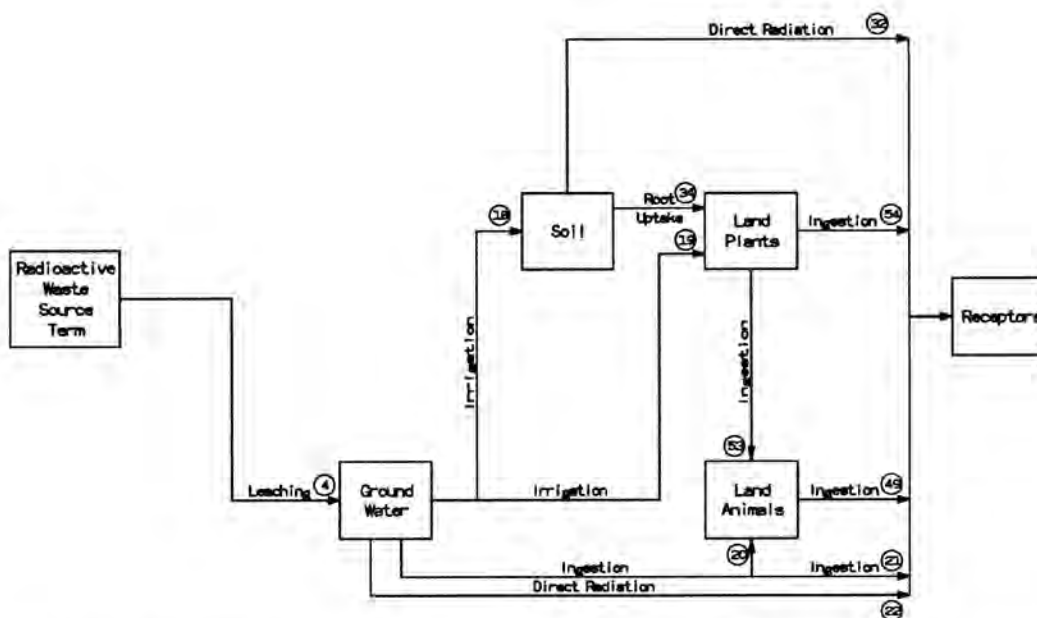 Direct Radiation
32
Root
34
Uptake
Land
Plants
Ingestion
54
18
Soil
19
Radioactive
Waste
Source
Term
Receptors
Irrigation
Ingestion
53
Leaching
4
Ground
Water
Irrigation
Land
Animals
Ingestion
49
20
Ingestion
Ingestion
21
Direct Radiation
22